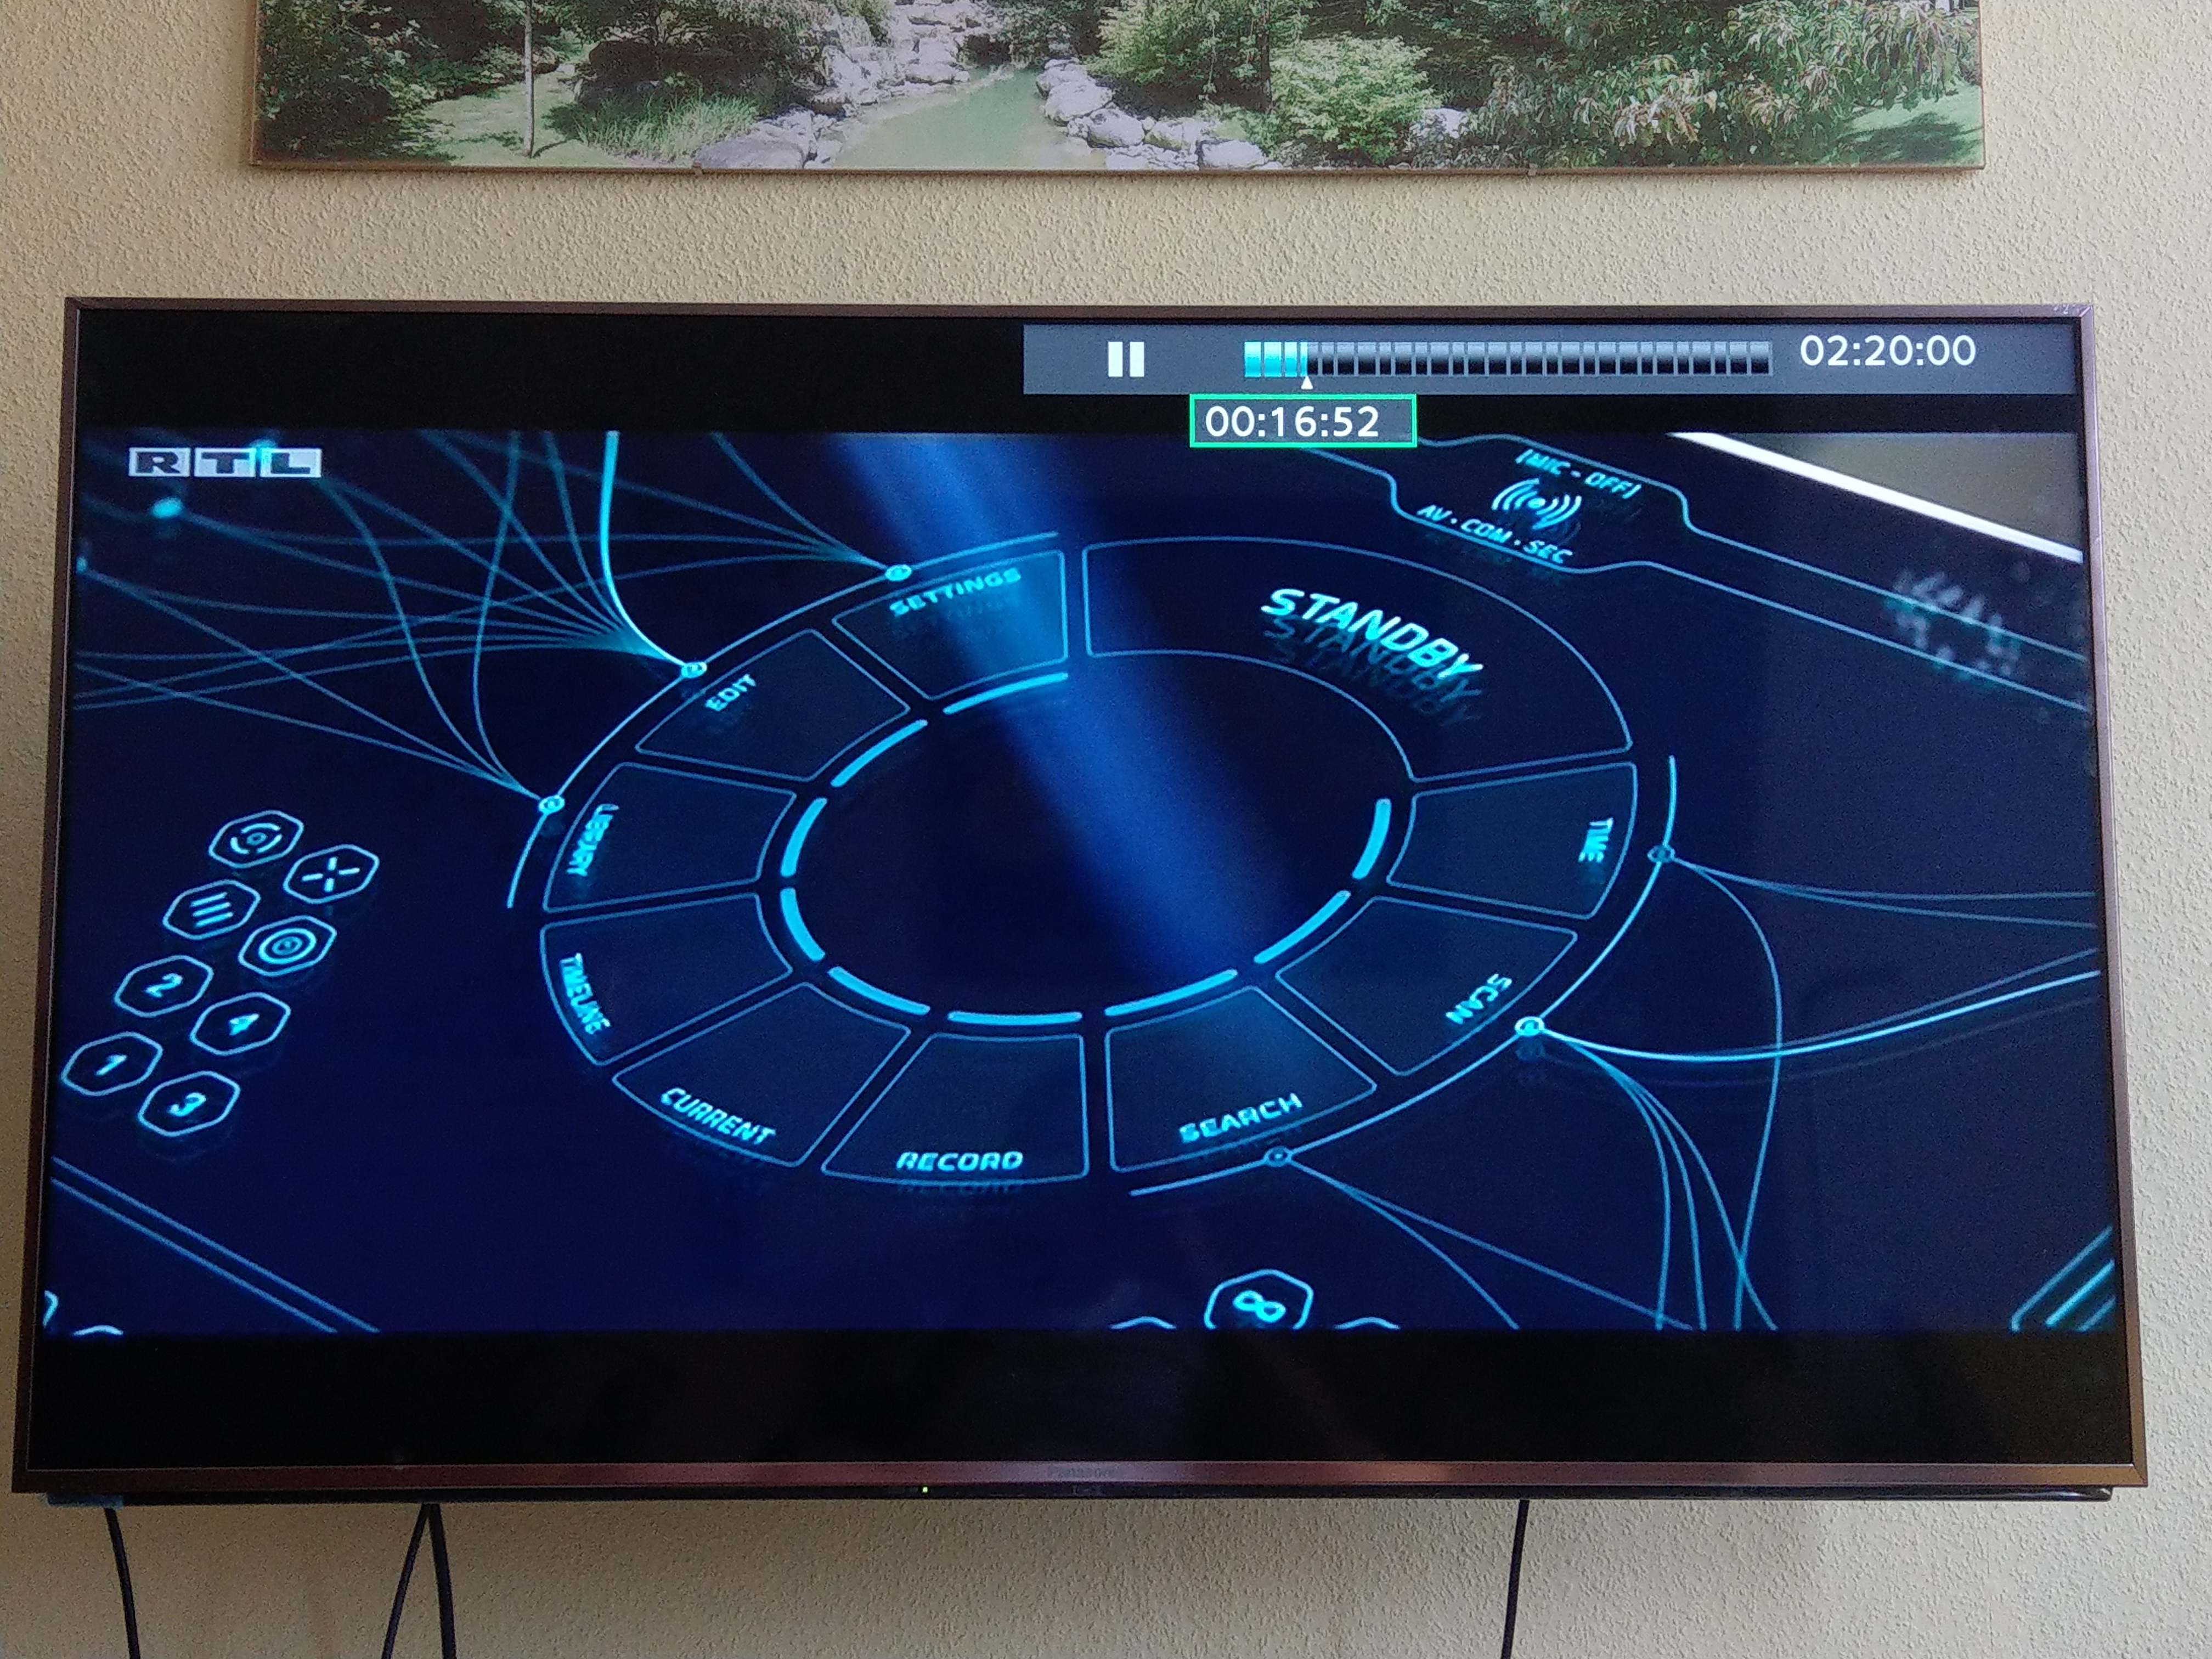 02:20:00
00:16:52
RTL
[MIC - OFF]
AV · COM · SEC
SETTINGS
STANDBY
EDIT
LIBRARY
TIME
TIMELINE
SCAN
CURRENT
SEARCH
RECORD
2
4
1
3
Panasonic